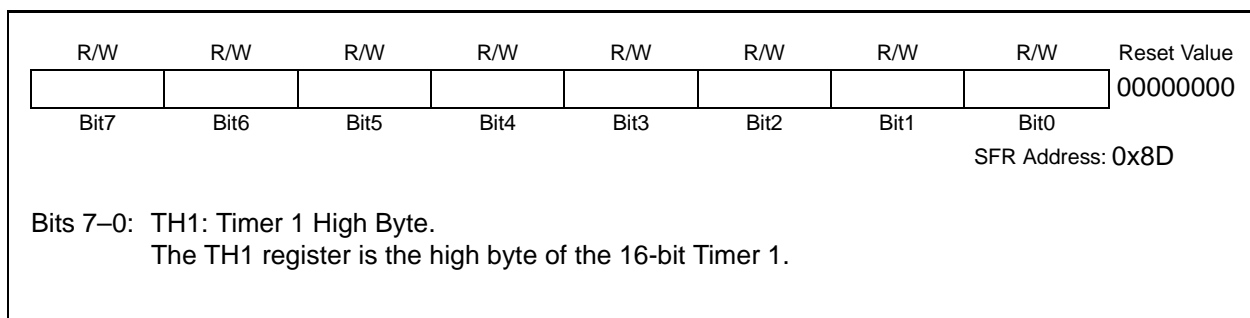 R/W R/W R/W R/W R/W R/W R/W R/W Reset Value
00000000
Bit7 Bit6 Bit5 Bit4 Bit3 Bit2 Bit1 Bit0
SFR Address: 0x8D
Bits 7–0: TH1: Timer 1 High Byte.
The TH1 register is the high byte of the 16-bit Timer 1.